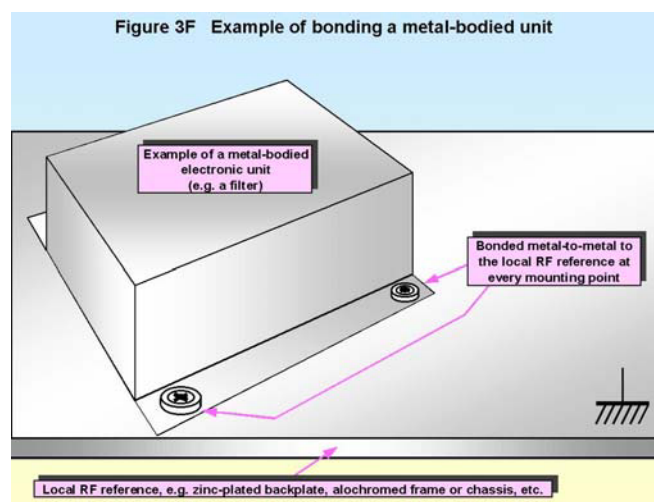 Figure 3F   Example of bonding a metal-bodied unit
Example of a metal-bodied
electronic unit
(e.g. a filter)
Bonded metal-to-metal to
the local RF reference at
every mounting point
Local RF reference, e.g. zinc-plated backplate, alochromed frame or chassis, etc.